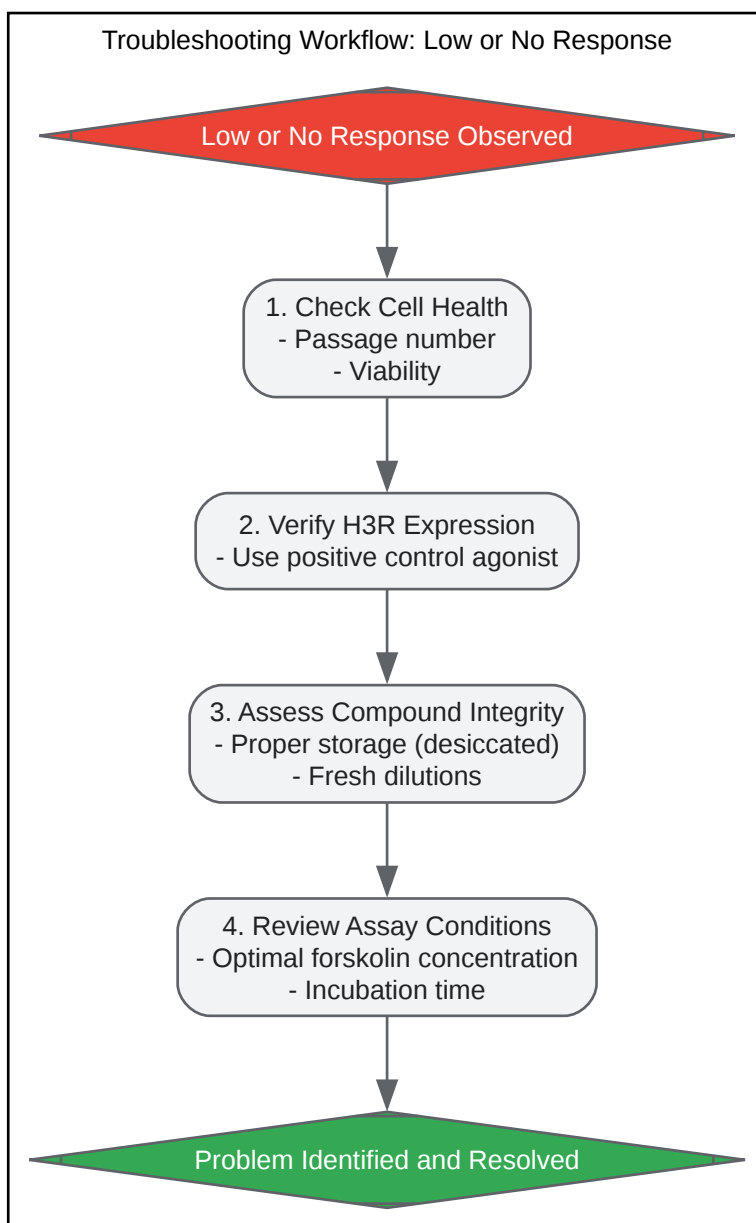 Troubleshooting Workflow: Low or No Response
Low or No Response Observed
1. Check Cell Health
- Passage number
- Viability
2. Verify H3R Expression
- Use positive control agonist
3. Assess Compound Integrity
- Proper storage (desiccated)
- Fresh dilutions
4. Review Assay Conditions
- Optimal forskolin concentration
- Incubation time
Problem Identified and Resolved